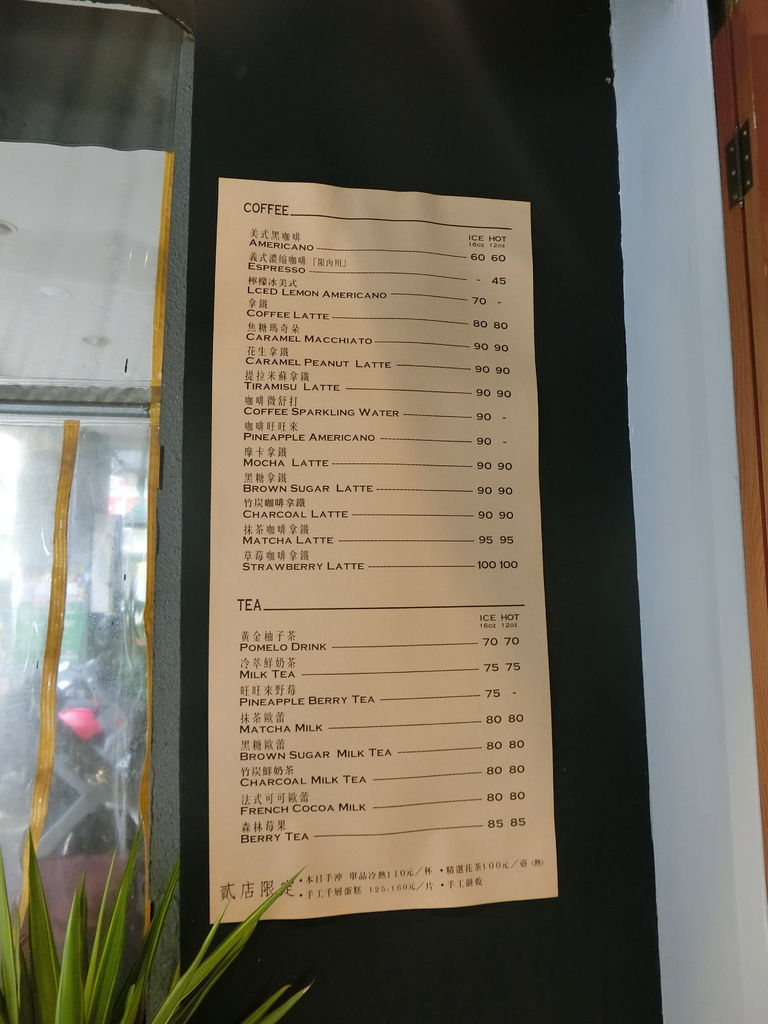 COFFEE
ICE HOT
16oz 12oz
美式黑咖啡
AMERICANO 60 60
義式濃縮咖啡「限內用」
ESPRESSO - 45
檸檬冰美式
LCED LEMON AMERICANO 70 -
拿鐵
COFFEE LATTE 80 80
焦糖瑪奇朵
CARAMEL MACCHIATO 90 90
花生拿鐵
CARAMEL PEANUT LATTE 90 90
提拉米蘇拿鐵
TIRAMISU LATTE 90 90
咖啡微舒打
COFFEE SPARKLING WATER 90 -
咖啡旺旺來
PINEAPPLE AMERICANO 90 -
摩卡拿鐵
MOCHA LATTE 90 90
黑糖拿鐵
BROWN SUGAR LATTE 90 90
竹炭咖啡拿鐵
CHARCOAL LATTE 90 90
抹茶咖啡拿鐵
MATCHA LATTE 95 95
草莓咖啡拿鐵
STRAWBERRY LATTE 100 100
TEA
ICE HOT
16oz 12oz
黃金柚子茶
POMELO DRINK 70 70
冷萃鮮奶茶
MILK TEA 75 75
旺旺來野莓
PINEAPPLE BERRY TEA 75 -
抹茶歐蕾
MATCHA MILK 80 80
黑糖歐蕾
BROWN SUGAR MILK TEA 80 80
竹炭鮮奶茶
CHARCOAL MILK TEA 80 80
法式可可歐蕾
FRENCH COCOA MILK 80 80
森林莓果
BERRY TEA 85 85
貳店限定
•本日手沖 單品冷熱110元／杯 •精選花茶100元／壺 (熱)
•手工千層蛋糕 125-160元／片 •手工餅乾